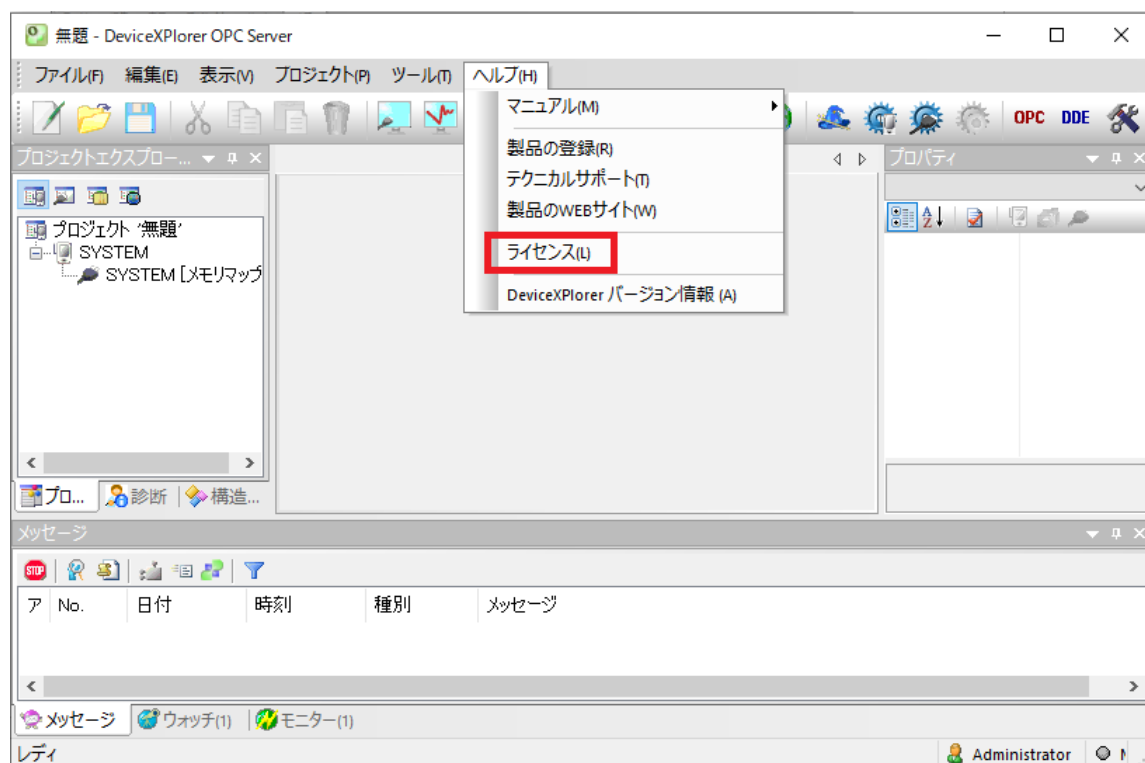 無題 - DeviceXPlorer OPC Server
ファイル(F) 編集(E) 表示(V) プロジェクト(P) ツール(T) ヘルプ(H)
マニュアル(M)
製品の登録(R)
テクニカルサポート(T)
製品のWEBサイト(W)
ライセンス(L)
DeviceXPlorer バージョン情報 (A)
OPC DDE
プロジェクトエクスプロー...
プロパティ
プロジェクト '無題'
SYSTEM
SYSTEM [メモリマップ
プロ... 診断 構造...
メッセージ
STOP
ア No. 日付 時刻 種別 メッセージ
メッセージ ウォッチ(1) モニター(1)
レディ Administrator